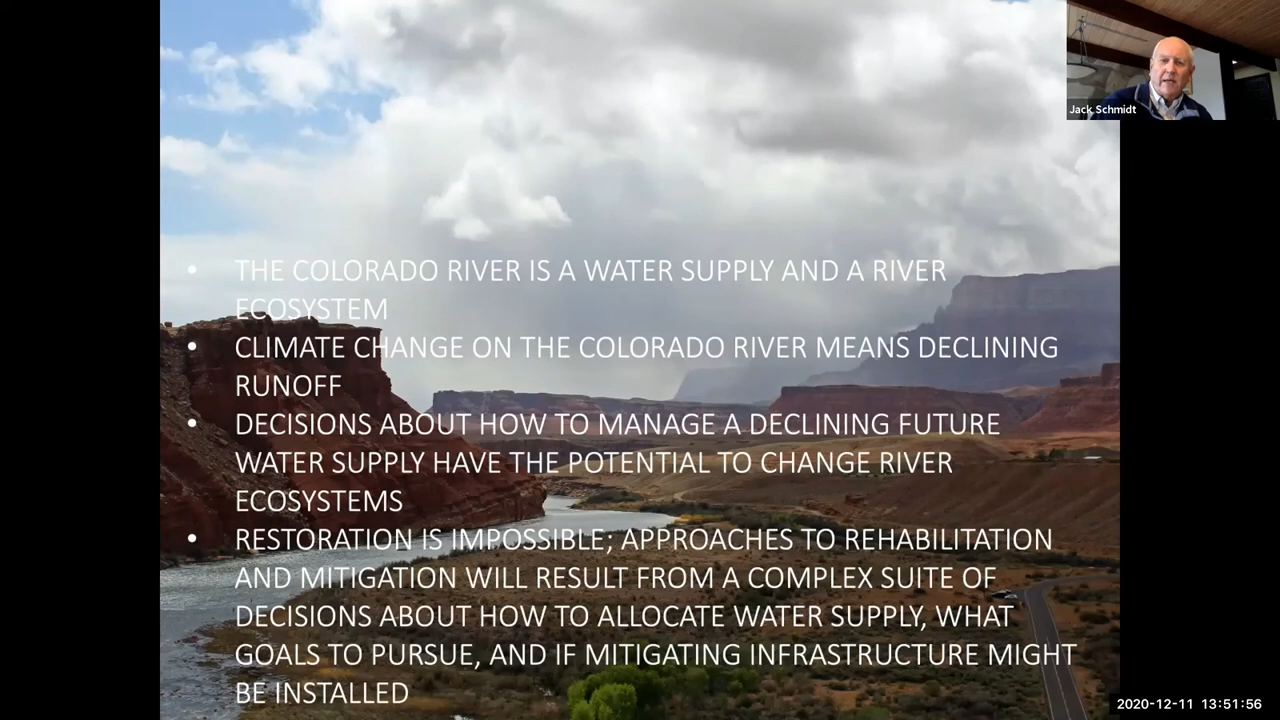 Jack Schmidt
• THE COLORADO RIVER IS A WATER SUPPLY AND A RIVER
ECOSYSTEM
• CLIMATE CHANGE ON THE COLORADO RIVER MEANS DECLINING
RUNOFF
• DECISIONS ABOUT HOW TO MANAGE A DECLINING FUTURE
WATER SUPPLY HAVE THE POTENTIAL TO CHANGE RIVER
ECOSYSTEMS
• RESTORATION IS IMPOSSIBLE; APPROACHES TO REHABILITATION
AND MITIGATION WILL RESULT FROM A COMPLEX SUITE OF
DECISIONS ABOUT HOW TO ALLOCATE WATER SUPPLY, WHAT
GOALS TO PURSUE, AND IF MITIGATING INFRASTRUCTURE MIGHT
BE INSTALLED
2020-12-11 13:51:56